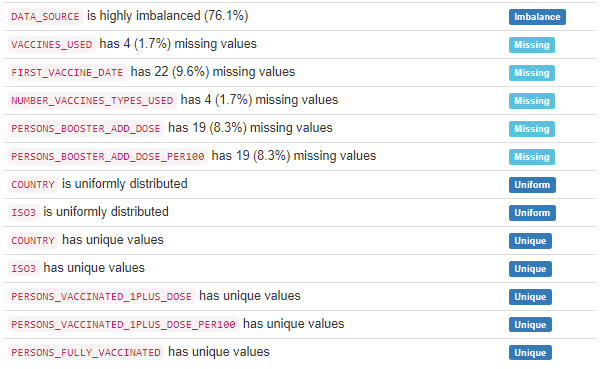 DATA_SOURCE is highly imbalanced (76.1%) Imbalance
VACCINES_USED has 4 (1.7%) missing values Missing
FIRST_VACCINE_DATE has 22 (9.6%) missing values Missing
NUMBER_VACCINES_TYPES_USED has 4 (1.7%) missing values Missing
PERSONS_BOOSTER_ADD_DOSE has 19 (8.3%) missing values Missing
PERSONS_BOOSTER_ADD_DOSE_PER100 has 19 (8.3%) missing values Missing
COUNTRY is uniformly distributed Uniform
ISO3 is uniformly distributed Uniform
COUNTRY has unique values Unique
ISO3 has unique values Unique
PERSONS_VACCINATED_1PLUS_DOSE has unique values Unique
PERSONS_VACCINATED_1PLUS_DOSE_PER100 has unique values Unique
PERSONS_FULLY_VACCINATED has unique values Unique